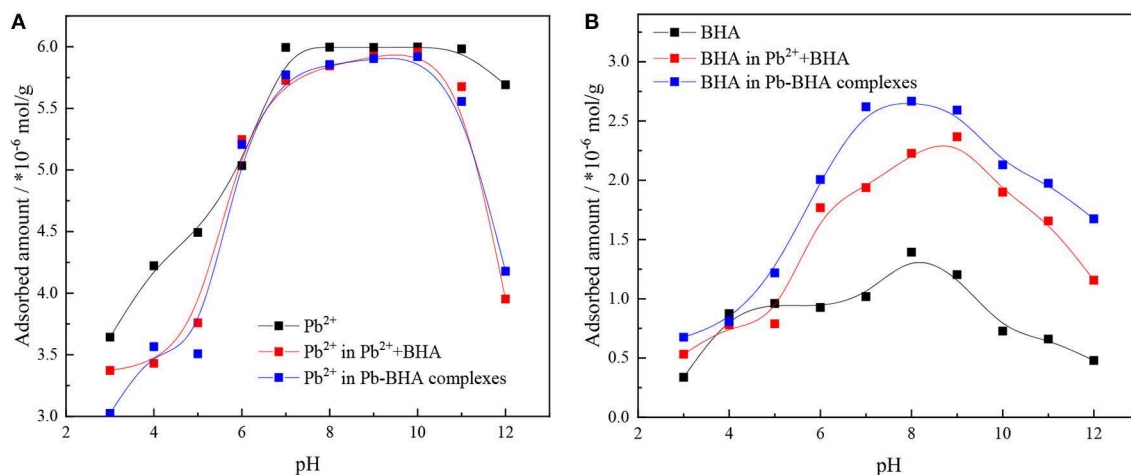 A
Adsorbed amount / *10⁻⁶ mol/g
6.0
5.5
5.0
4.5
4.0
3.5
3.0
2
4
6
8
10
12
pH
Pb²⁺
Pb²⁺ in Pb²⁺+BHA
Pb²⁺ in Pb-BHA complexes
B
Adsorbed amount / *10⁻⁶ mol/g
3.0
2.5
2.0
1.5
1.0
0.5
0.0
2
4
6
8
10
12
pH
BHA
BHA in Pb²⁺+BHA
BHA in Pb-BHA complexes